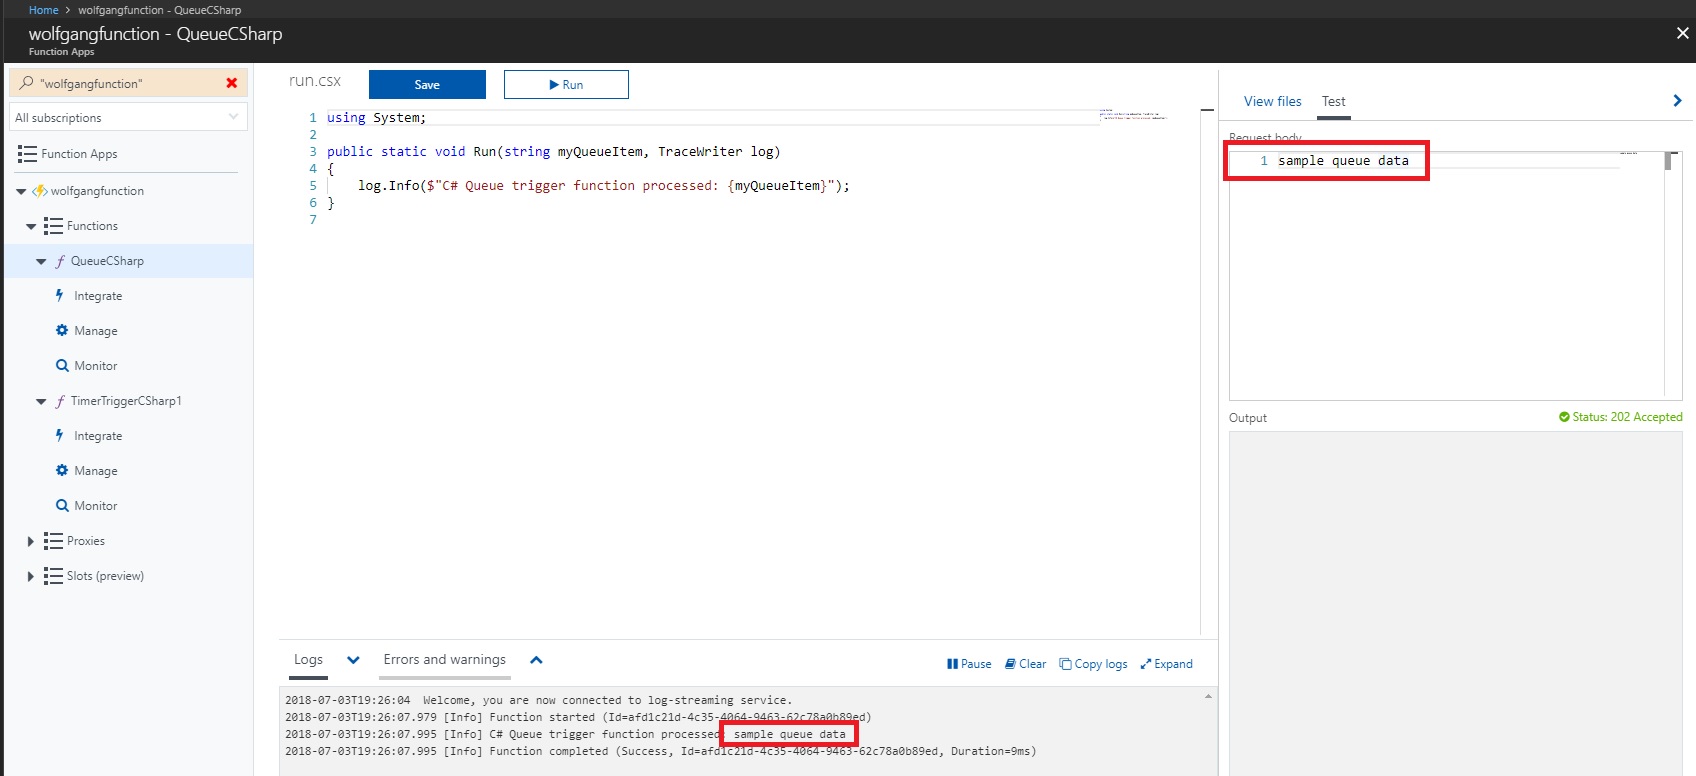 Home > wolfgangfunction - QueueCSharp
wolfgangfunction - QueueCSharp
Function Apps
"wolfgangfunction"
All subscriptions
Function Apps
wolfgangfunction
Functions
QueueCSharp
Integrate
Manage
Monitor
TimerTriggerCSharp1
Integrate
Manage
Monitor
Proxies
Slots (preview)
run.csx
Save
Run
1 using System;
2
3 public static void Run(string myQueueItem, TraceWriter log)
4 {
5     log.Info($"C# Queue trigger function processed: {myQueueItem}");
6 }
7
Logs
Errors and warnings
Pause
Clear
Copy logs
Expand
2018-07-03T19:26:04  Welcome, you are now connected to log-streaming service.
2018-07-03T19:26:07.979 [Info] Function started (Id=afd1c21d-4c35-4064-9463-62c78a0b89ed)
2018-07-03T19:26:07.995 [Info] C# Queue trigger function processed: sample queue data
2018-07-03T19:26:07.995 [Info] Function completed (Success, Id=afd1c21d-4c35-4064-9463-62c78a0b89ed, Duration=9ms)
View files
Test
Request body
1 sample queue data
Output
Status: 202 Accepted